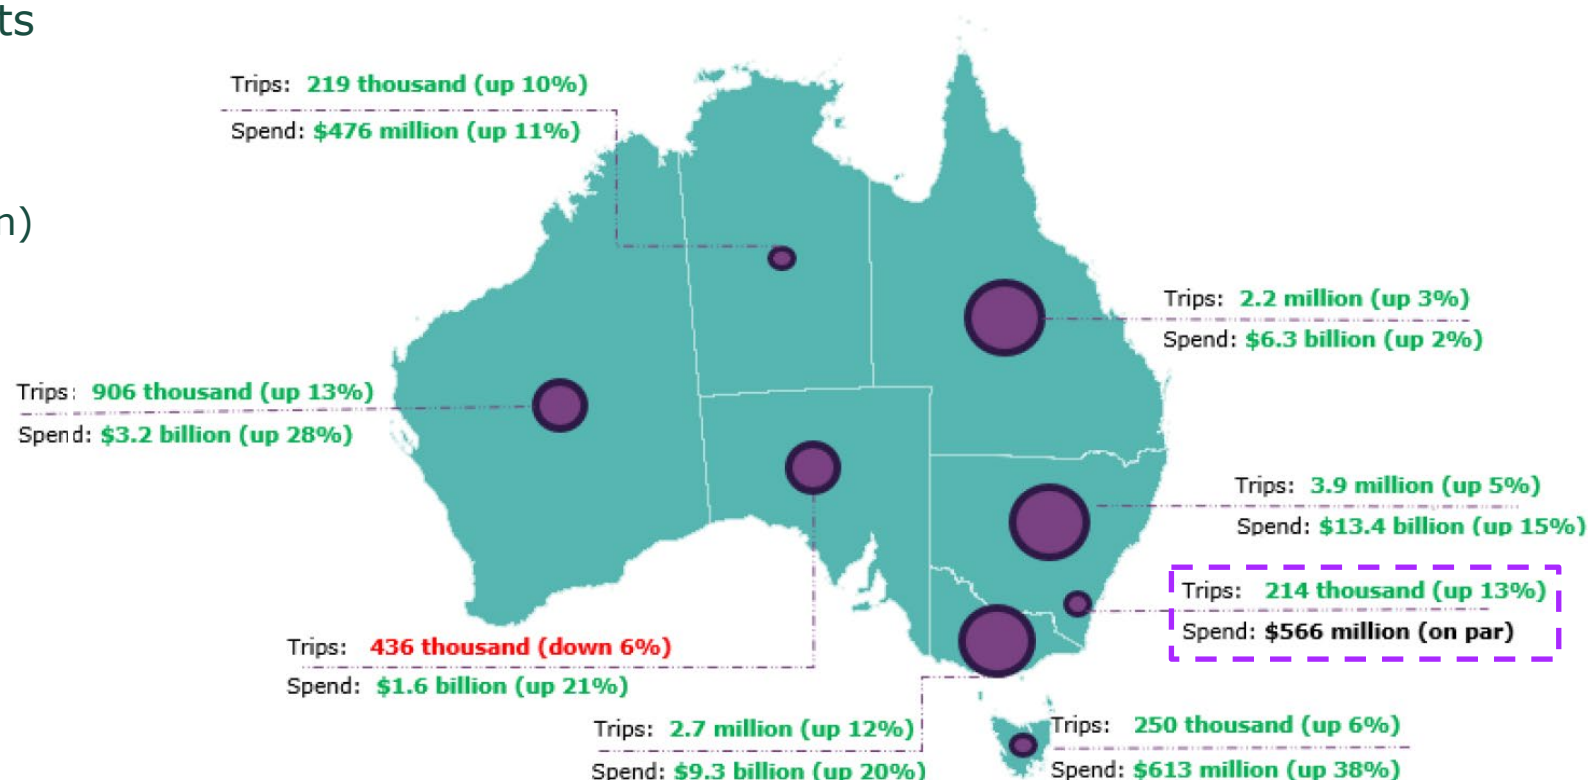 ts
n)
Trips: 219 thousand (up 10%)
Spend: $476 million (up 11%)
Trips: 2.2 million (up 3%)
Spend: $6.3 billion (up 2%)
Trips: 906 thousand (up 13%)
Spend: $3.2 billion (up 28%)
Trips: 3.9 million (up 5%)
Spend: $13.4 billion (up 15%)
Trips: 214 thousand (up 13%)
Spend: $566 million (on par)
Trips: 436 thousand (down 6%)
Spend: $1.6 billion (up 21%)
Trips: 2.7 million (up 12%)
Spend: $9.3 billion (up 20%)
Trips: 250 thousand (up 6%)
Spend: $613 million (up 38%)